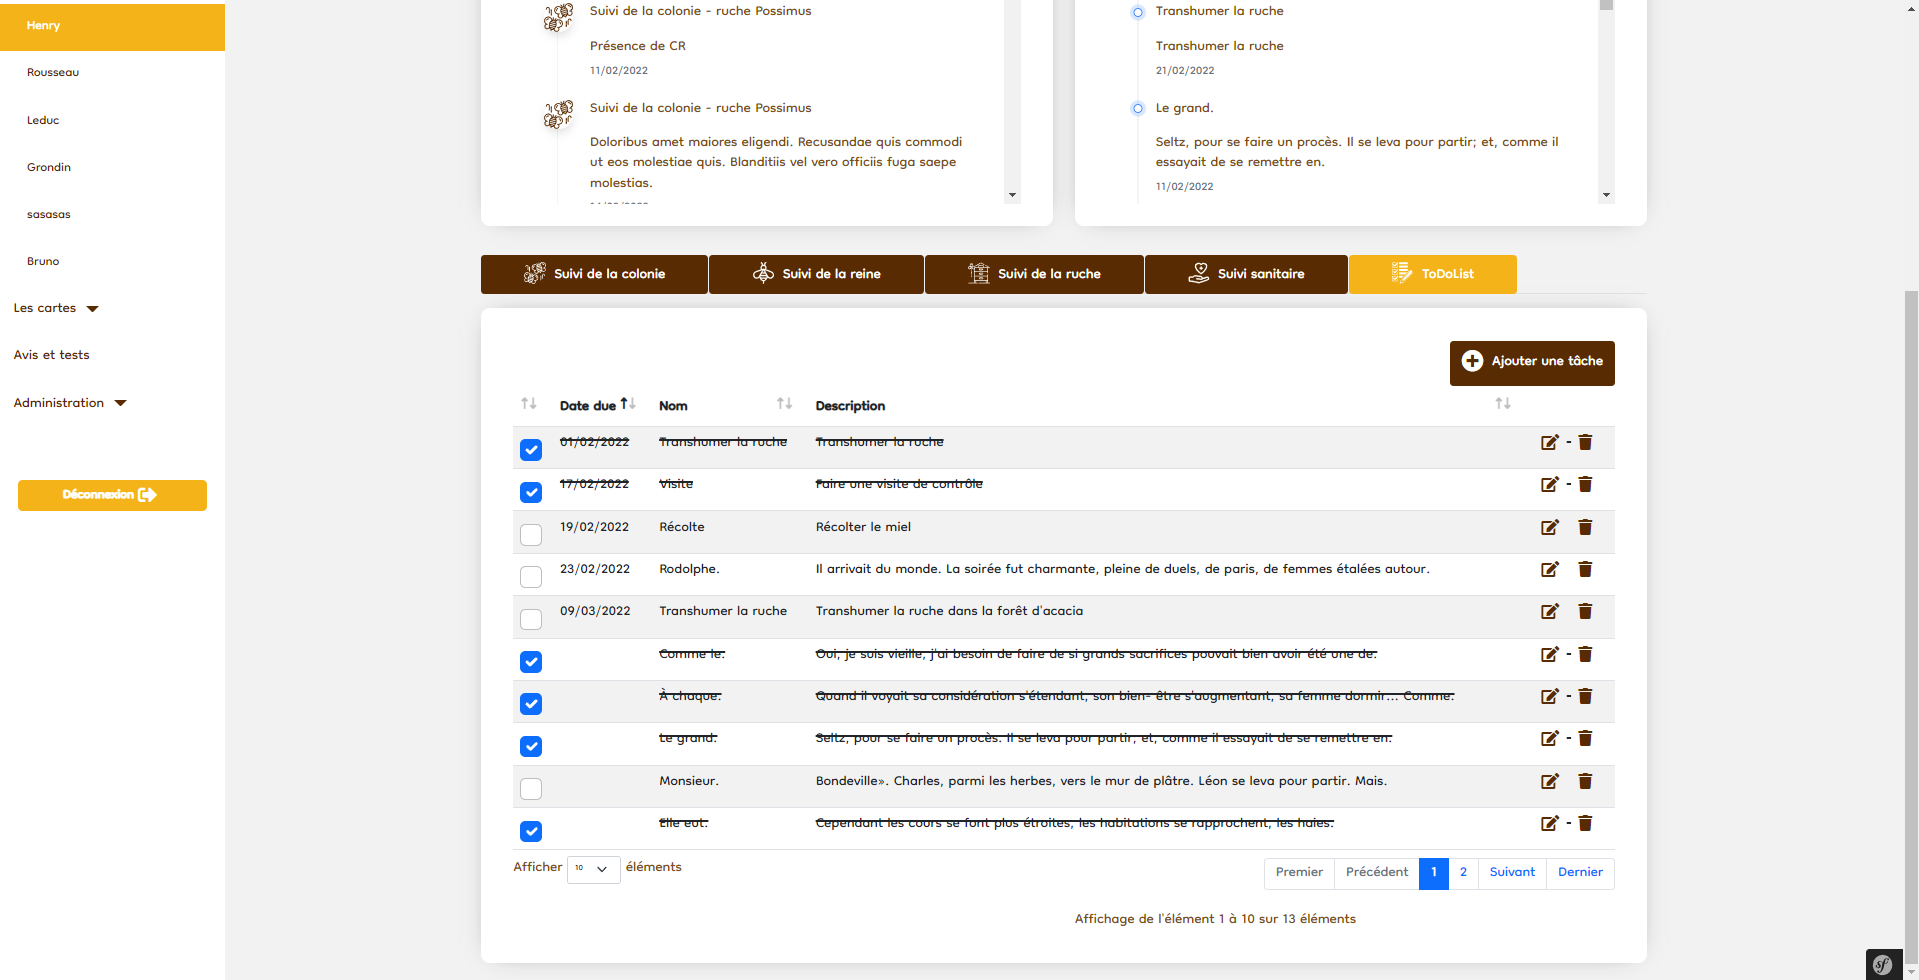 Henry
Rousseau
Leduc
Grondin
sasasas
Bruno
Les cartes
Avis et tests
Administration
Déconnexion
Suivi de la colonie - ruche Possimus
Présence de CR
11/02/2022
Suivi de la colonie - ruche Possimus
Doloribus amet maiores eligendi. Recusandae quis commodi
ut eos molestiae quis. Blanditiis vel vero officiis fuga saepe
molestias.
Transhumer la ruche
Transhumer la ruche
21/02/2022
Le grand.
Seltz, pour se faire un procès. Il se leva pour partir; et, comme il
essayait de se remettre en.
11/02/2022
Suivi de la colonie
Suivi de la reine
Suivi de la ruche
Suivi sanitaire
ToDoList
Ajouter une tâche
Date due Nom Description
01/02/2022 Transhumer la ruche Transhumer la ruche -
17/02/2022 Visite Faire une visite de contrôle -
19/02/2022 Récolte Récolter le miel
23/02/2022 Rodolphe. Il arrivait du monde. La soirée fut charmante, pleine de duels, de paris, de femmes étalées autour.
09/03/2022 Transhumer la ruche Transhumer la ruche dans la forêt d'acacia
Comme le. Oui, je suis vieille, j'ai besoin de faire de si grands sacrifices pouvait bien avoir été une de. -
À chaque. Quand il voyait sa considération s'étendant, son bien- être s'augmentant, sa femme dormir... Comme. -
Le grand. Seltz, pour se faire un procès. Il se leva pour partir; et, comme il essayait de se remettre en. -
Monsieur. Bondeville». Charles, parmi les herbes, vers le mur de plâtre. Léon se leva pour partir. Mais.
Elle eut. Cependant les cours se font plus étroites, les habitations se rapprochent, les haies. -
Afficher 10 éléments
Premier Précédent 1 2 Suivant Dernier
Affichage de l'élément 1 à 10 sur 13 éléments
sf